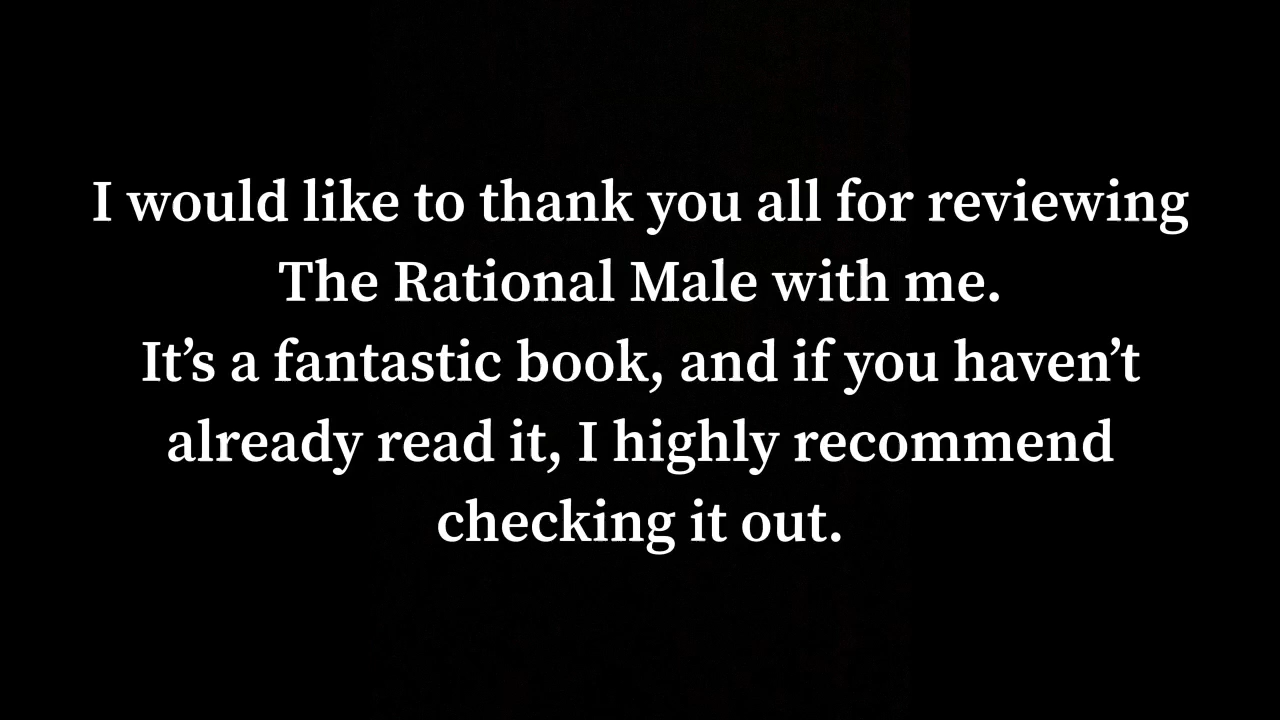 I would like to thank you all for reviewing
The Rational Male with me.
It’s a fantastic book, and if you haven’t
already read it, I highly recommend
checking it out.